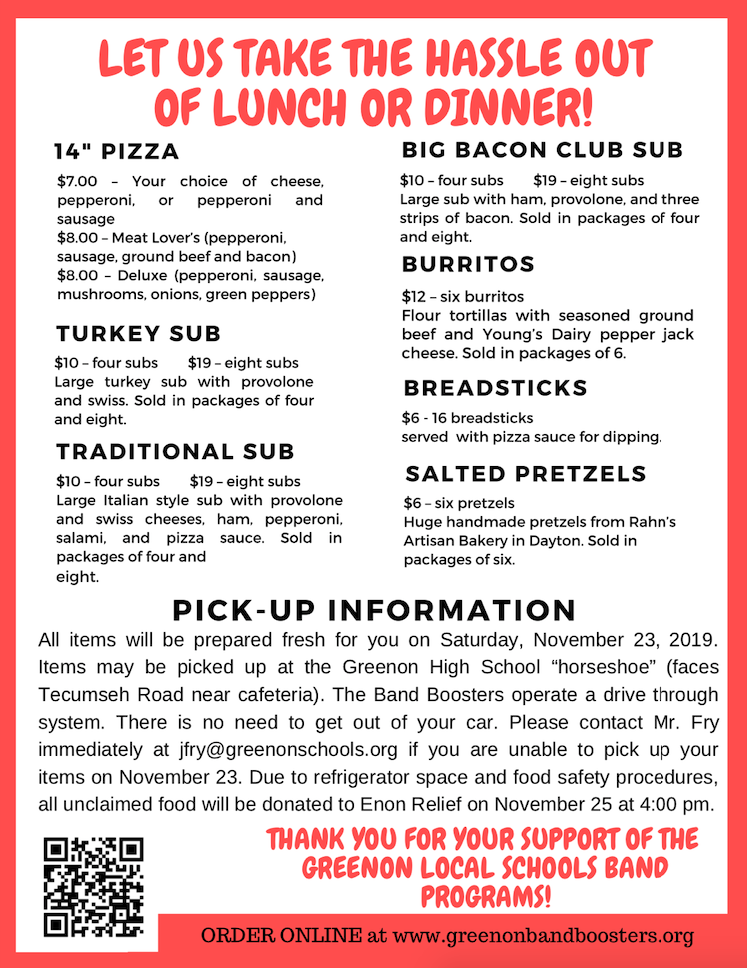 LET US TAKE THE HASSLE OUT
OF LUNCH OR DINNER!
14" PIZZA
$7.00 – Your choice of cheese,
pepperoni, or pepperoni and
sausage
$8.00 – Meat Lover's (pepperoni,
sausage, ground beef and bacon)
$8.00 – Deluxe (pepperoni, sausage,
mushrooms, onions, green peppers)
TURKEY SUB
$10 – four subs $19 – eight subs
Large turkey sub with provolone
and swiss. Sold in packages of four
and eight.
TRADITIONAL SUB
$10 – four subs $19 – eight subs
Large Italian style sub with provolone
and swiss cheeses, ham, pepperoni,
salami, and pizza sauce. Sold in
packages of four and
eight.
BIG BACON CLUB SUB
$10 – four subs $19 – eight subs
Large sub with ham, provolone, and three
strips of bacon. Sold in packages of four
and eight.
BURRITOS
$12 – six burritos
Flour tortillas with seasoned ground
beef and Young's Dairy pepper jack
cheese. Sold in packages of 6.
BREADSTICKS
$6 - 16 breadsticks
served with pizza sauce for dipping.
SALTED PRETZELS
$6 – six pretzels
Huge handmade pretzels from Rahn's
Artisan Bakery in Dayton. Sold in
packages of six.
PICK-UP INFORMATION
All items will be prepared fresh for you on Saturday, November 23, 2019.
Items may be picked up at the Greenon High School “horseshoe” (faces
Tecumseh Road near cafeteria). The Band Boosters operate a drive through
system. There is no need to get out of your car. Please contact Mr. Fry
immediately at jfry@greenonschools.org if you are unable to pick up your
items on November 23. Due to refrigerator space and food safety procedures,
all unclaimed food will be donated to Enon Relief on November 25 at 4:00 pm.
THANK YOU FOR YOUR SUPPORT OF THE
GREENON LOCAL SCHOOLS BAND
PROGRAMS!
ORDER ONLINE at www.greenonbandboosters.org